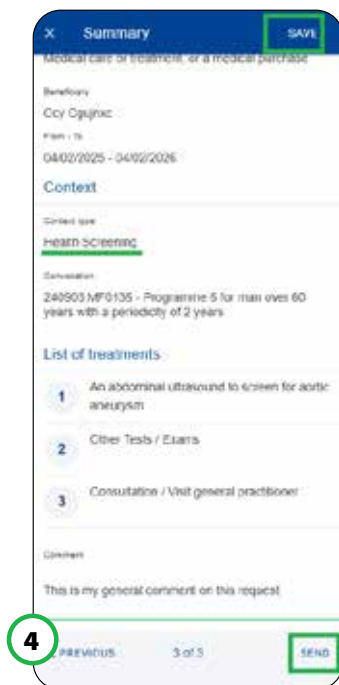 × Summary SAVE
Medical care or treatment, or a medical purchase
Beneficiary
Ccy Cgujnxc
From - To
04/02/2025 - 04/02/2026
Context
Context type
Health Screening
Convocation
240903 MF0135 - Programme 5 for man over 60
years with a periodicity of 2 years
List of treatments
1 An abdominal ultrasound to screen for aortic
aneurysm
2 Other Tests / Exams
3 Consultation / Visit general practitioner
Comment
This is my general comment on this request
4 PREVIOUS 3 of 3 SEND